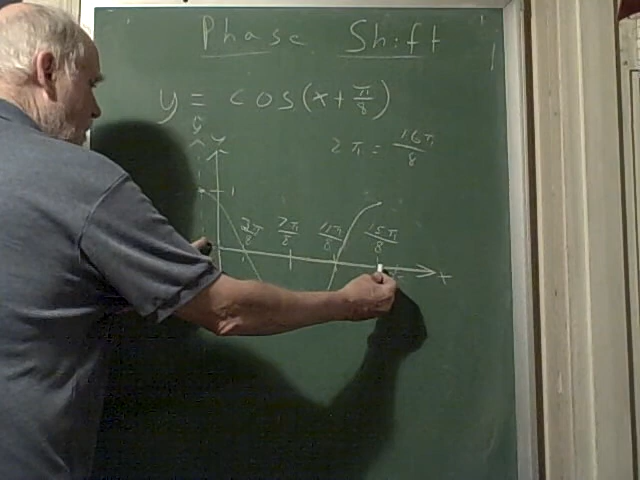 Phase Shift
y = cos(x + π/8)
2π = 16π/8
y
1
3π/8 7π/8 11π/8 15π/8
x